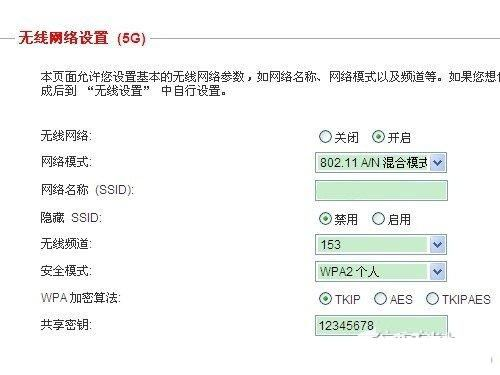 无线网络设置 (5G)
本页面允许您设置基本的无线网络参数，如网络名称、网络模式以及频道等。如果您想
成后到 “无线设置” 中自行设置。
无线网络: 关闭 开启
网络模式: 802.11 A/N 混合模式
网络名称 (SSID):
隐藏 SSID: 禁用 启用
无线频道: 153
安全模式: WPA2 个人
WPA 加密算法: TKIP AES TKIPAES
共享密钥: 12345678